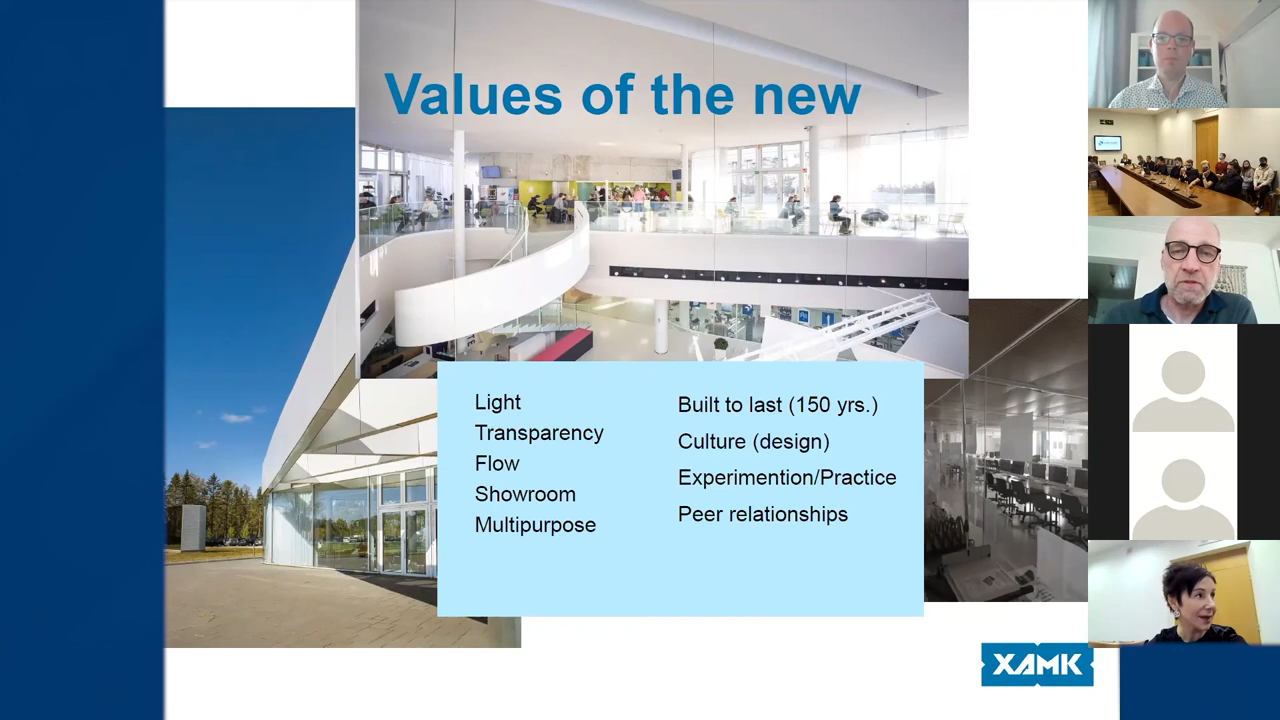 Values of the new
Light
Transparency
Flow
Showroom
Multipurpose
Built to last (150 yrs.)
Culture (design)
Experimention/Practice
Peer relationships
XAMK